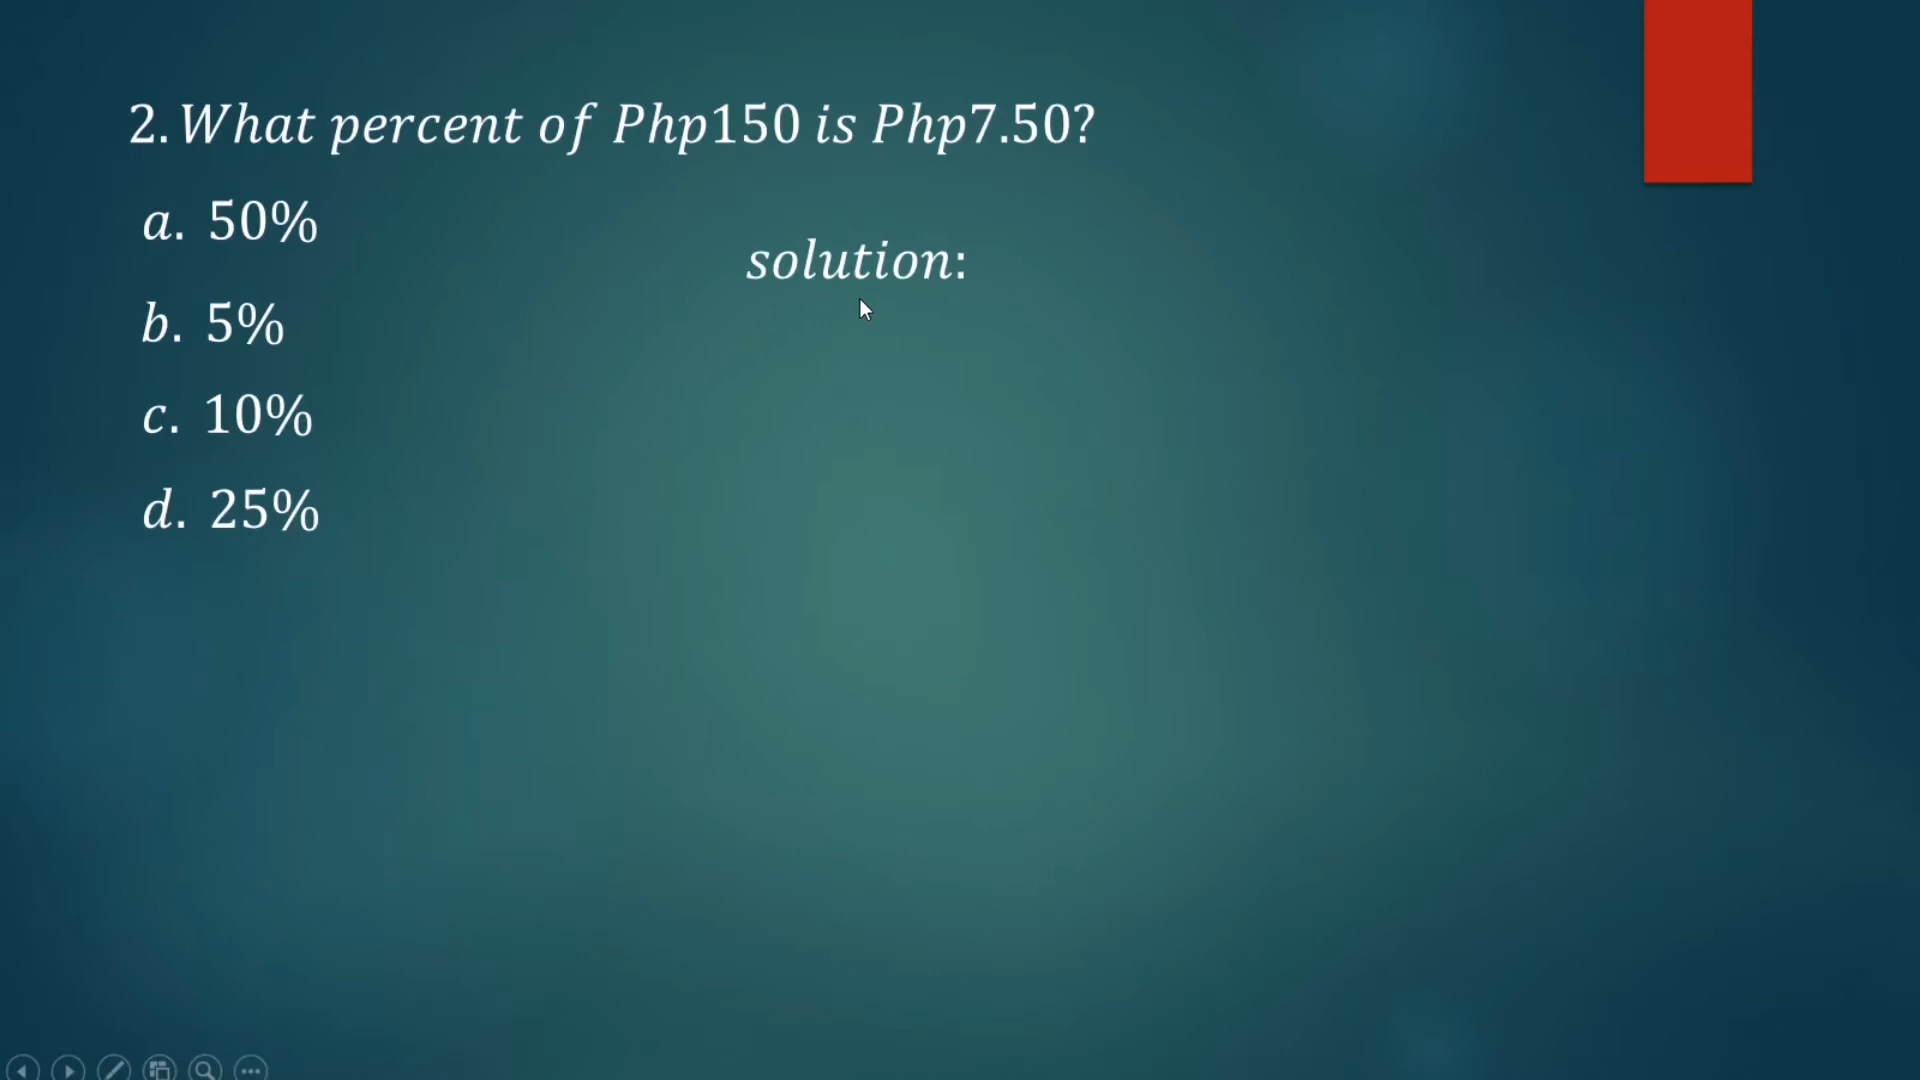 2. What percent of Php150 is Php7.50?
a. 50%
solution:
b. 5%
c. 10%
d. 25%